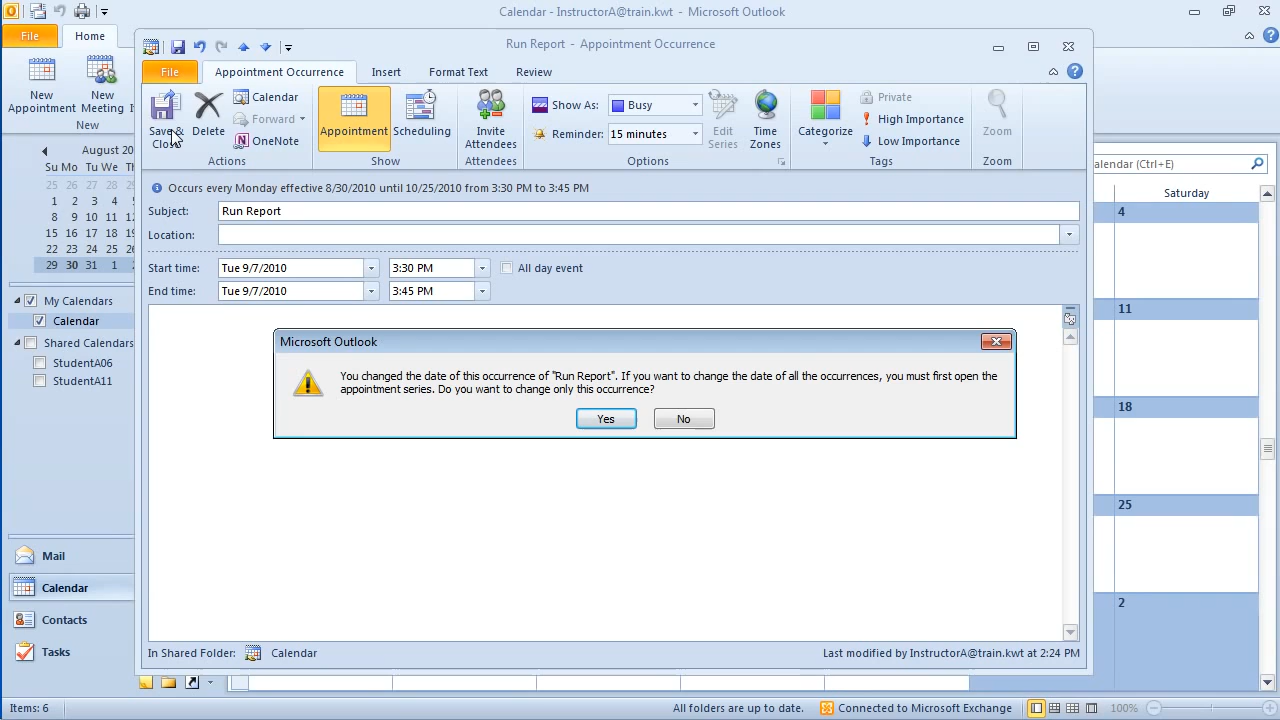 Calendar - InstructorA@train.kwt - Microsoft Outlook
File
Home
New Appointment
New Meeting
New
August 20
Su Mo Tu We Th
25 26 27 28
1 2 3 4
8 9 10 11
15 16 17 18
22 23 24 25
29 30 31 1
My Calendars
Calendar
Shared Calendars
StudentA06
StudentA11
Mail
Calendar
Contacts
Tasks
Items: 6
Run Report - Appointment Occurrence
File
Appointment Occurrence
Insert
Format Text
Review
Save & Close
Delete
Calendar
Forward
OneNote
Actions
Appointment
Scheduling
Show
Invite Attendees
Attendees
Show As:
Busy
Reminder:
15 minutes
Edit Series
Time Zones
Options
Categorize
Private
High Importance
Low Importance
Tags
Zoom
Zoom
Occurs every Monday effective 8/30/2010 until 10/25/2010 from 3:30 PM to 3:45 PM
Subject:
Run Report
Location:
Start time:
Tue 9/7/2010
3:30 PM
All day event
End time:
Tue 9/7/2010
3:45 PM
Microsoft Outlook
You changed the date of this occurrence of "Run Report". If you want to change the date of all the occurrences, you must first open the
appointment series. Do you want to change only this occurrence?
Yes
No
In Shared Folder:
Calendar
Last modified by InstructorA@train.kwt at 2:24 PM
alendar (Ctrl+E)
Saturday
4
11
18
25
2
All folders are up to date.
Connected to Microsoft Exchange
100%